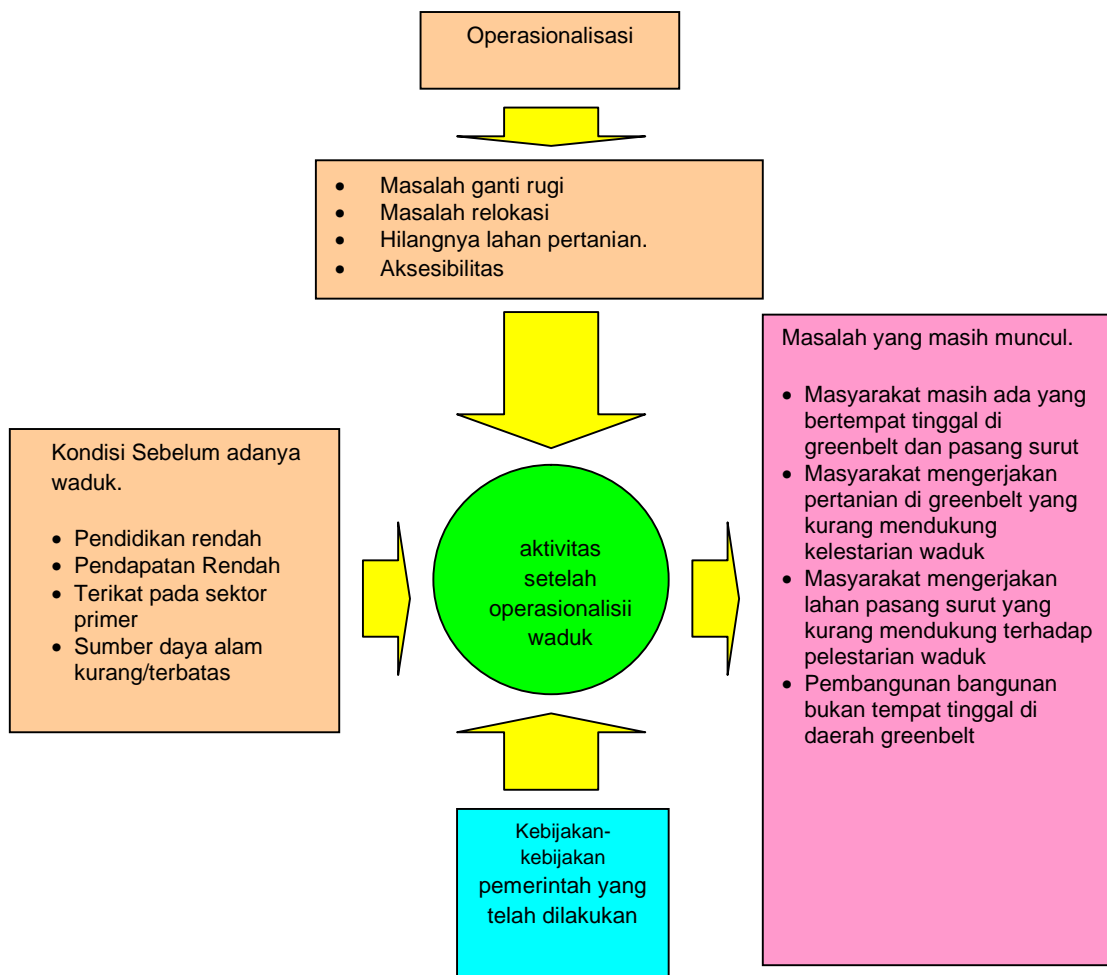 Operasionalisasi
• Masalah ganti rugi
• Masalah relokasi
• Hilangnya lahan pertanian.
• Aksesibilitas
Kondisi Sebelum adanya
waduk.
• Pendidikan rendah
• Pendapatan Rendah
• Terikat pada sektor
primer
• Sumber daya alam
kurang/terbatas
aktivitas
setelah
operasionalisii
waduk
Masalah yang masih muncul.
• Masyarakat masih ada yang
bertempat tinggal di
greenbelt dan pasang surut
• Masyarakat mengerjakan
pertanian di greenbelt yang
kurang mendukung
kelestarian waduk
• Masyarakat mengerjakan
lahan pasang surut yang
kurang mendukung terhadap
pelestarian waduk
• Pembangunan bangunan
bukan tempat tinggal di
daerah greenbelt
Kebijakan-
kebijakan
pemerintah yang
telah dilakukan